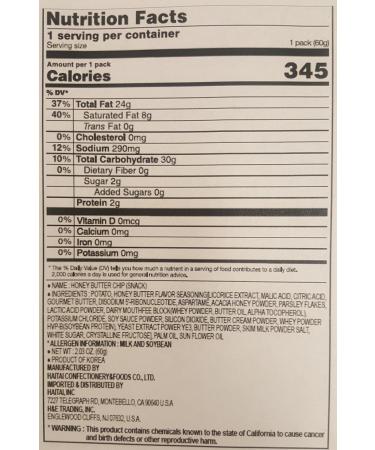 Nutrition Facts
1 serving per container
Serving size 1 pack (60g)
Amount per 1 pack
Calories 345
% DV*
37% Total Fat 24g
40% Saturated Fat 8g
Trans Fat 0g
0% Cholesterol 0mg
12% Sodium 290mg
10% Total Carbohydrate 30g
0% Dietary Fiber 0g
Sugar 2g
Added Sugars 0g
Protein 2g
0% Vitamin D 0mcg
0% Calcium 0mg
0% Iron 0mg
0% Potassium 0mg
* The % Daily Value (DV) tells you how much a nutrient in a serving of food contributes to a daily diet.
2,000 calories a day is used for general nutrition advice.
● NAME : HONEY BUTTER CHIP (SNACK)
● INGREDIENTS : POTATO, HONEY BUTTER FLAVOR SEASONING(LICORICE EXTRACT, MALIC ACID, CITRIC ACID,
GOURMET BUTTER, DISODIUM 5-RIBONUCLEOTIDE, ASPARTAME, ACACIA HONEY POWDER, PARSLEY FLAKES,
LACTIC ACID POWDER, DAIRY MOUTHFEE BLOCK(WHEY POWDER, BUTTER OIL, ALPHA TOCOPHEROL),
POTASSIUM CHLORIDE, SOY SAUCE POWDER, SILICON DIOXIDE, BUTTER CREAM POWDER, WHEY POWDER
HVP-B(SOYBEAN PROTEIN), YEAST EXTRACT POWER YE3, BUTTER POWDER, SKIM MILK POWDER, SALT,
WHITE SUGAR, CRYSTALLINE FRUCTOSE), PALM OIL, SUN FLOWER OIL
* ALLERGEN INFORMATION : MILK AND SOYBEAN
● NET WT : 2.03 OZ. (60g)
● PRODUCT OF KOREA
MANUFACTURED BY
HAITAI CONFECTIONERY&FOODS CO., LTD.
IMPORTED & DISTRIBUTED BY
HAITAI, INC
7227 TELEGRAPH RD, MONTEBELLO, CA 90640 U.S.A
H&E TRADING, INC.
ENGLEWOOD CLIFFS, NJ 07632, U.S.A.
* WARNING : This product contains chemicals known to the state of California to cause cancer
and birth defects or other reproductive harm.